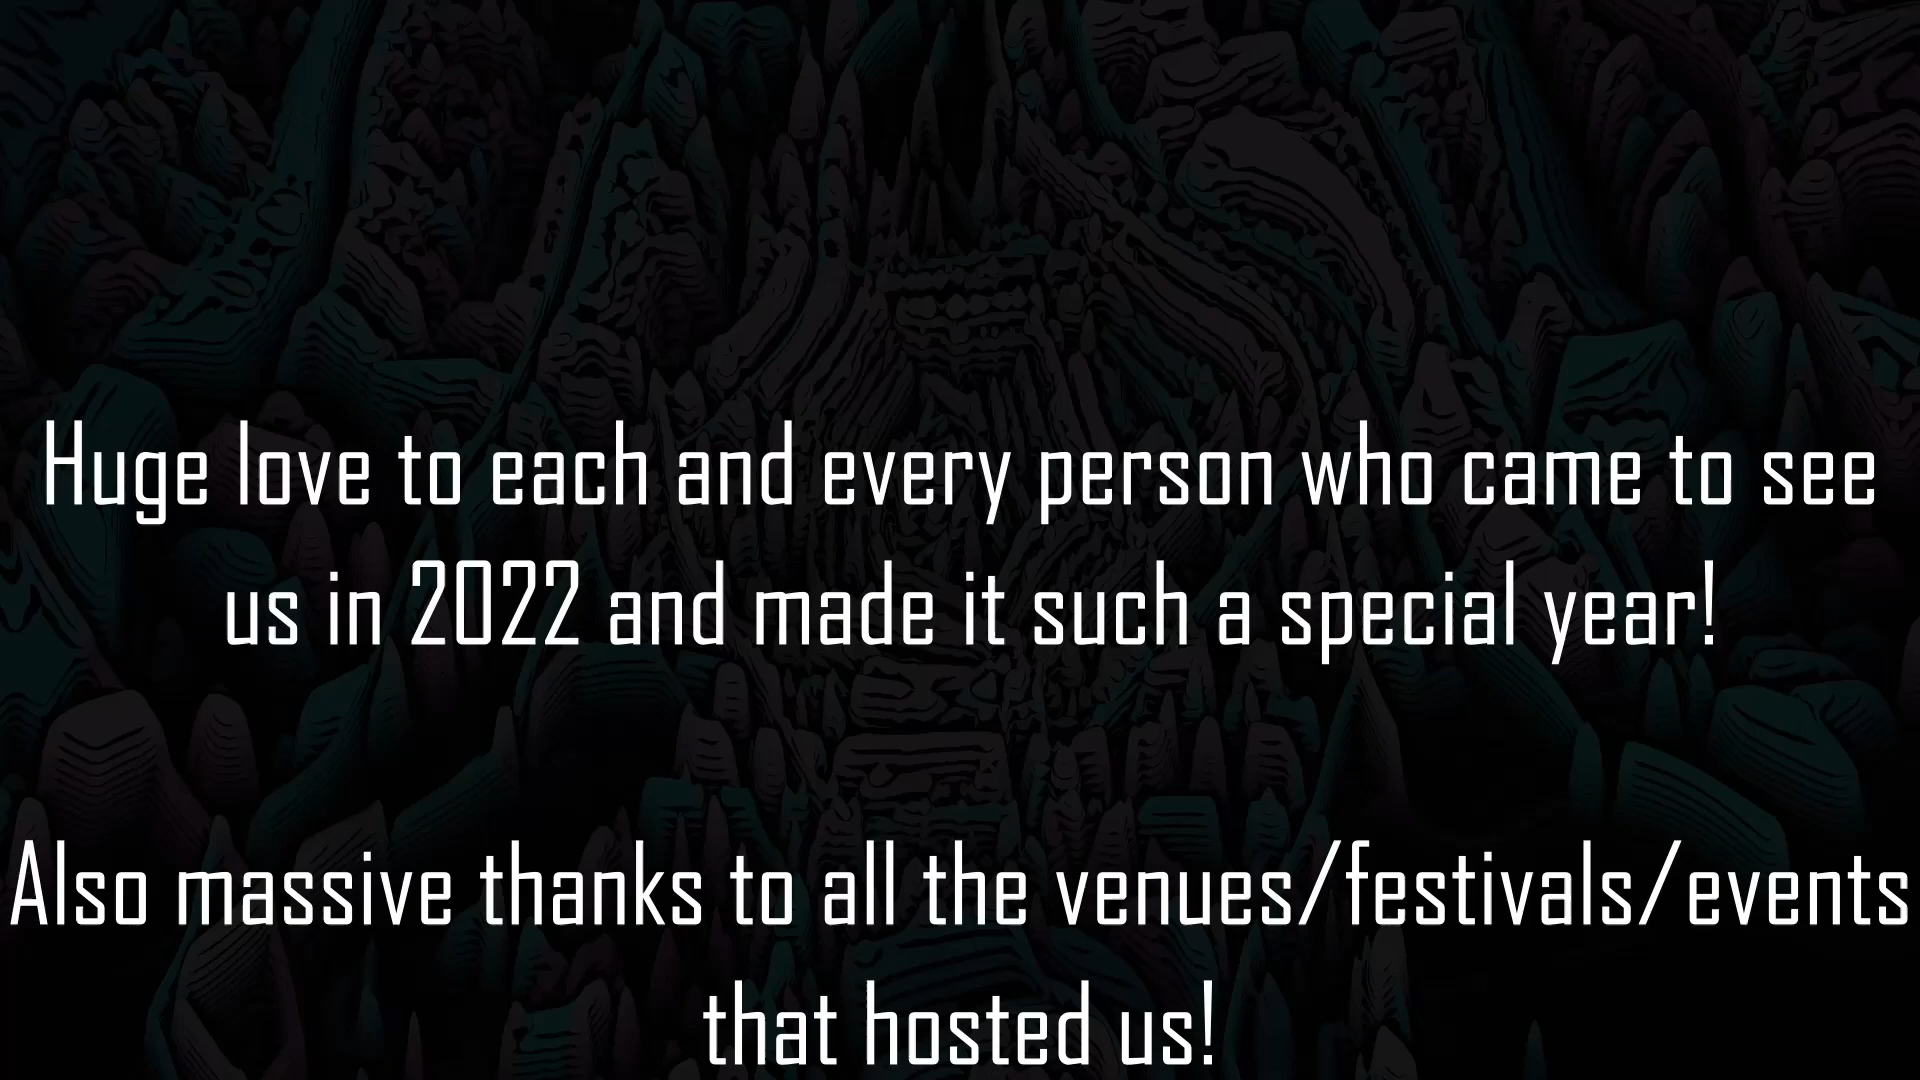 Huge love to each and every person who came to see
us in 2022 and made it such a special year!
Also massive thanks to all the venues/festivals/events
that hosted us!